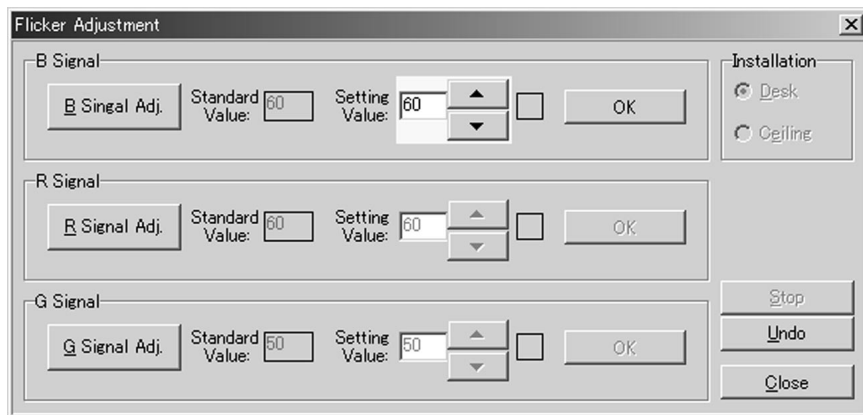 Flicker Adjustment
B Signal
B Singal Adj.
Standard Value:
60
Setting Value:
60
OK
Installation
Desk
Ceiling
R Signal
R Signal Adj.
Standard Value:
60
Setting Value:
60
OK
G Signal
G Signal Adj.
Standard Value:
50
Setting Value:
50
OK
Stop
Undo
Close